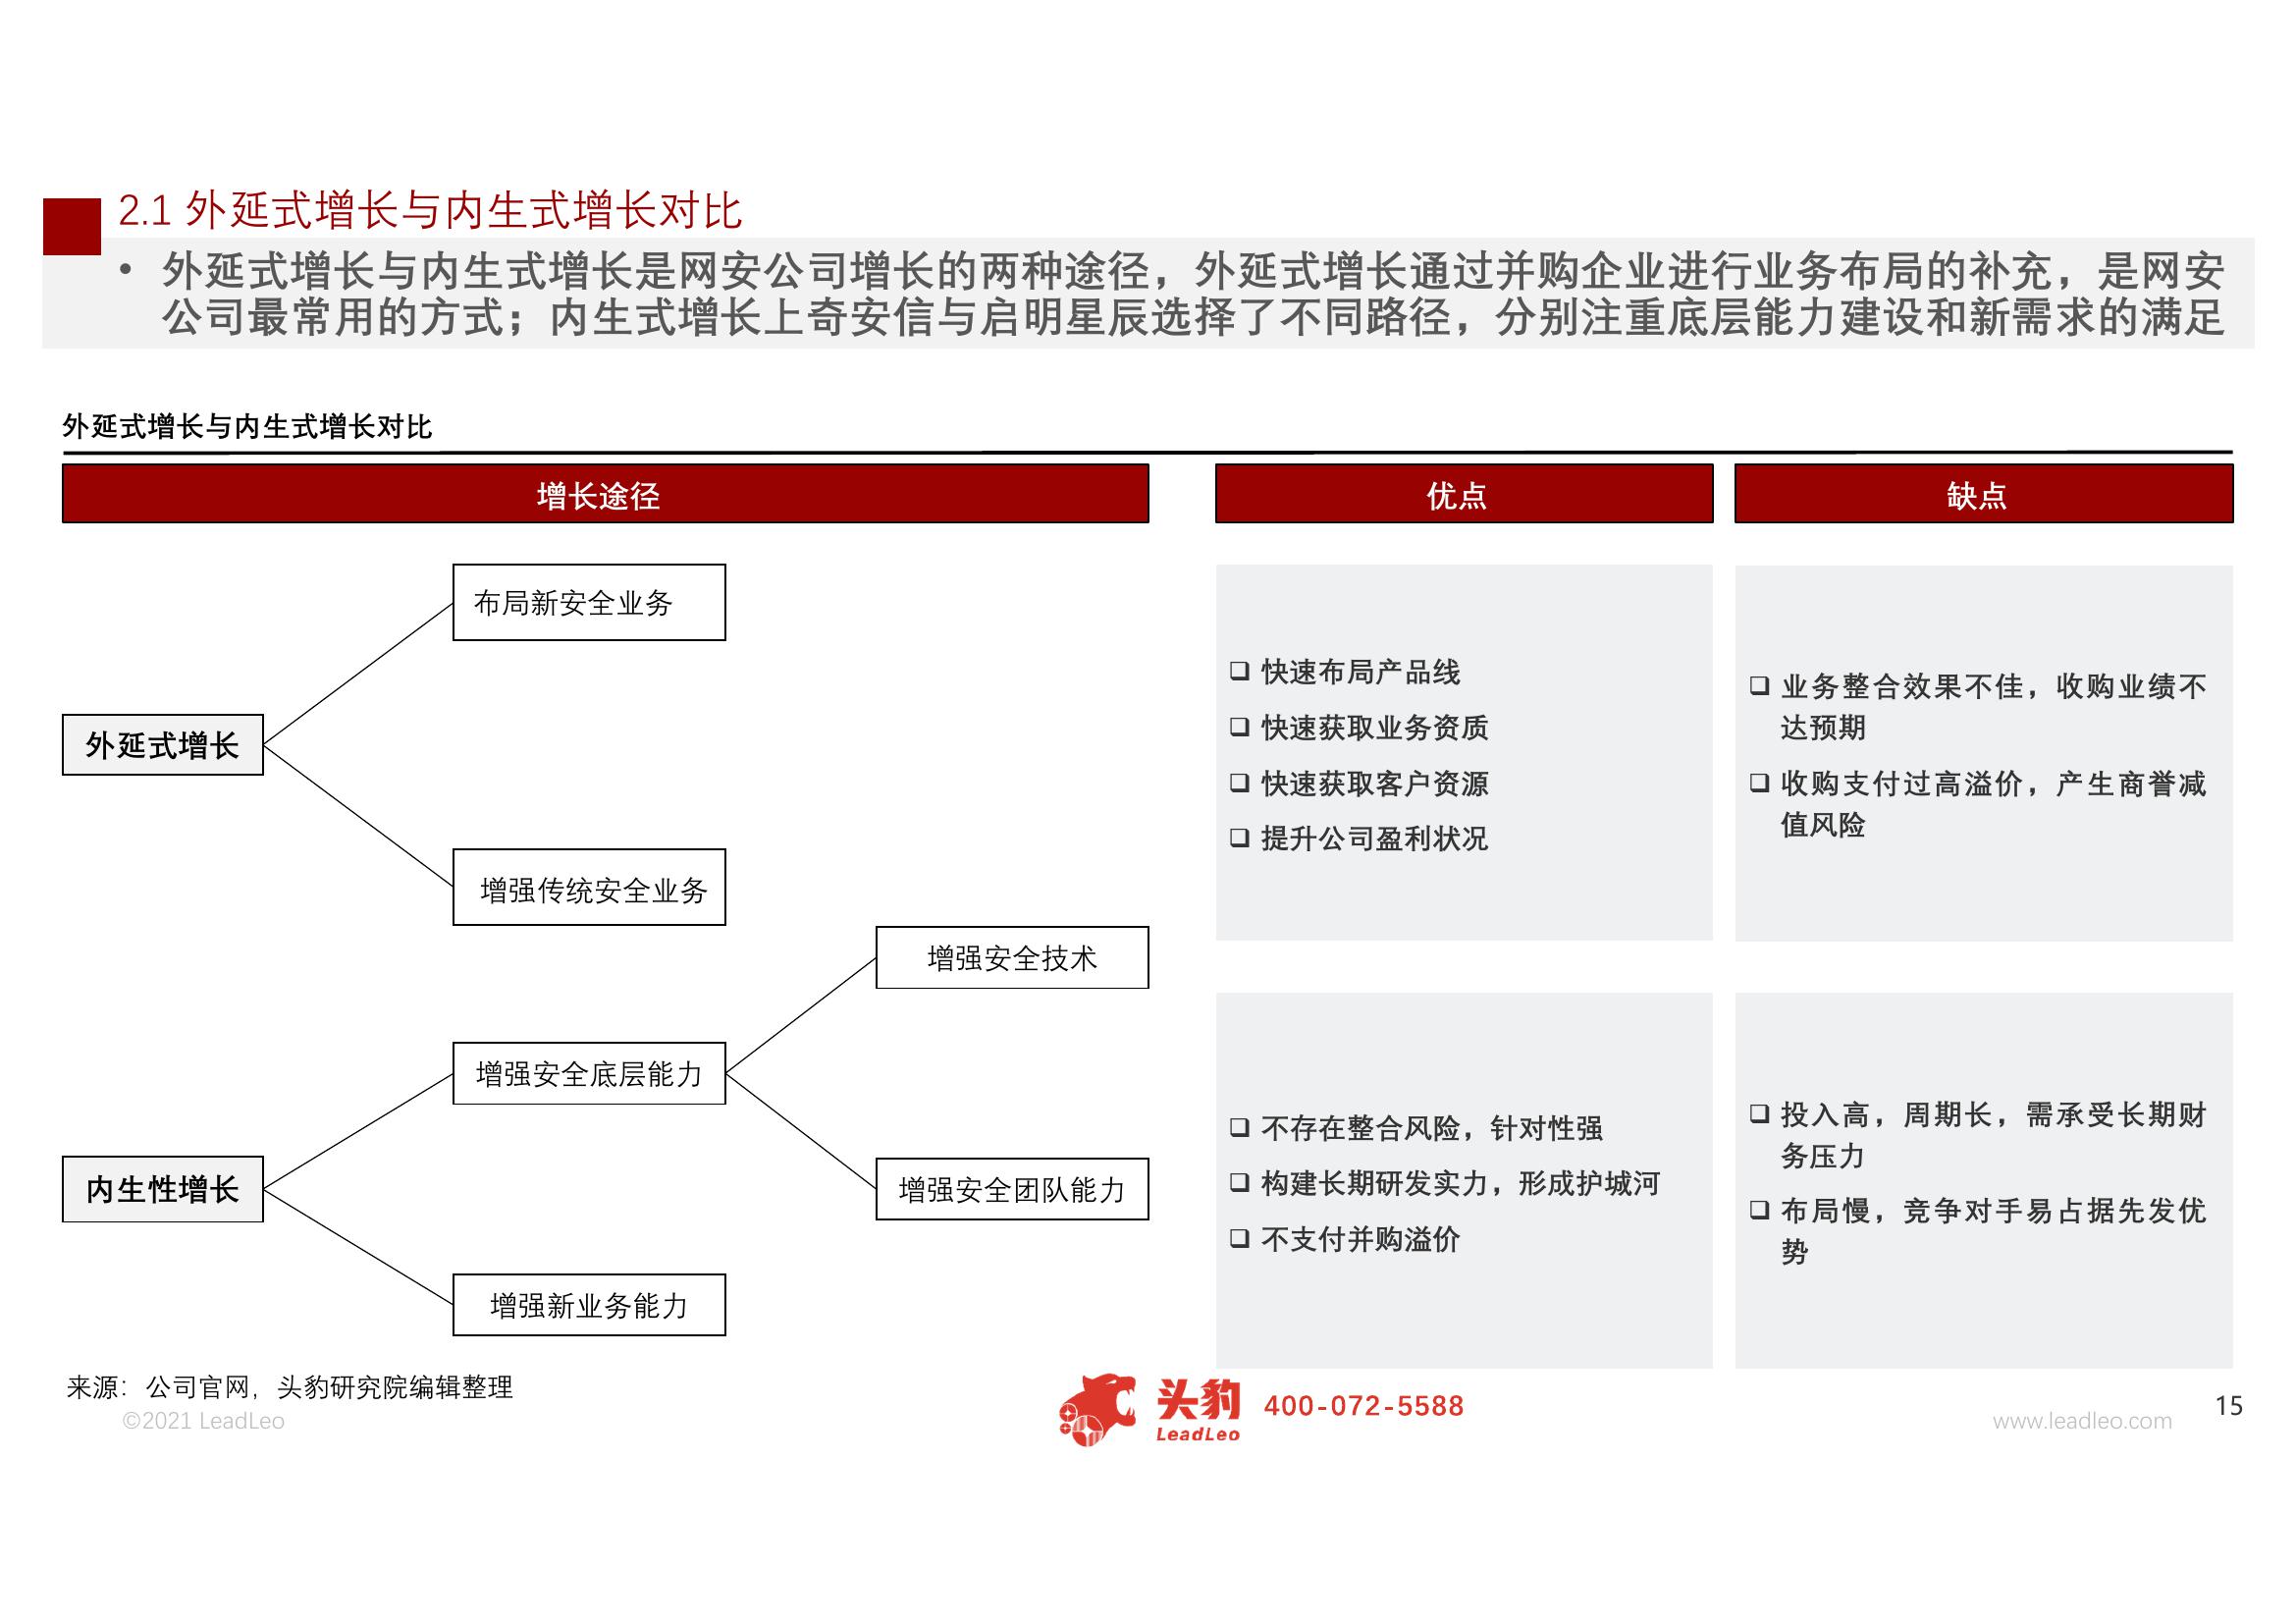 2.1 外延式增长与内生式增长对比
• 外延式增长与内生式增长是网安公司增长的两种途径，外延式增长通过并购企业进行业务布局的补充，是网安
公司最常用的方式；内生式增长上奇安信与启明星辰选择了不同路径，分别注重底层能力建设和新需求的满足
外延式增长与内生式增长对比
增长途径
优点
缺点
外延式增长
布局新安全业务
增强传统安全业务
❑ 快速布局产品线
❑ 快速获取业务资质
❑ 快速获取客户资源
❑ 提升公司盈利状况
❑ 业务整合效果不佳，收购业绩不
达预期
❑ 收购支付过高溢价，产生商誉减
值风险
内生性增长
增强安全底层能力
增强安全技术
增强安全团队能力
增强新业务能力
❑ 不存在整合风险，针对性强
❑ 构建长期研发实力，形成护城河
❑ 不支付并购溢价
❑ 投入高，周期长，需承受长期财
务压力
❑ 布局慢，竞争对手易占据先发优
势
来源：公司官网，头豹研究院编辑整理
©2021 LeadLeo
头豹
LeadLeo
400-072-5588
www.leadleo.com
15